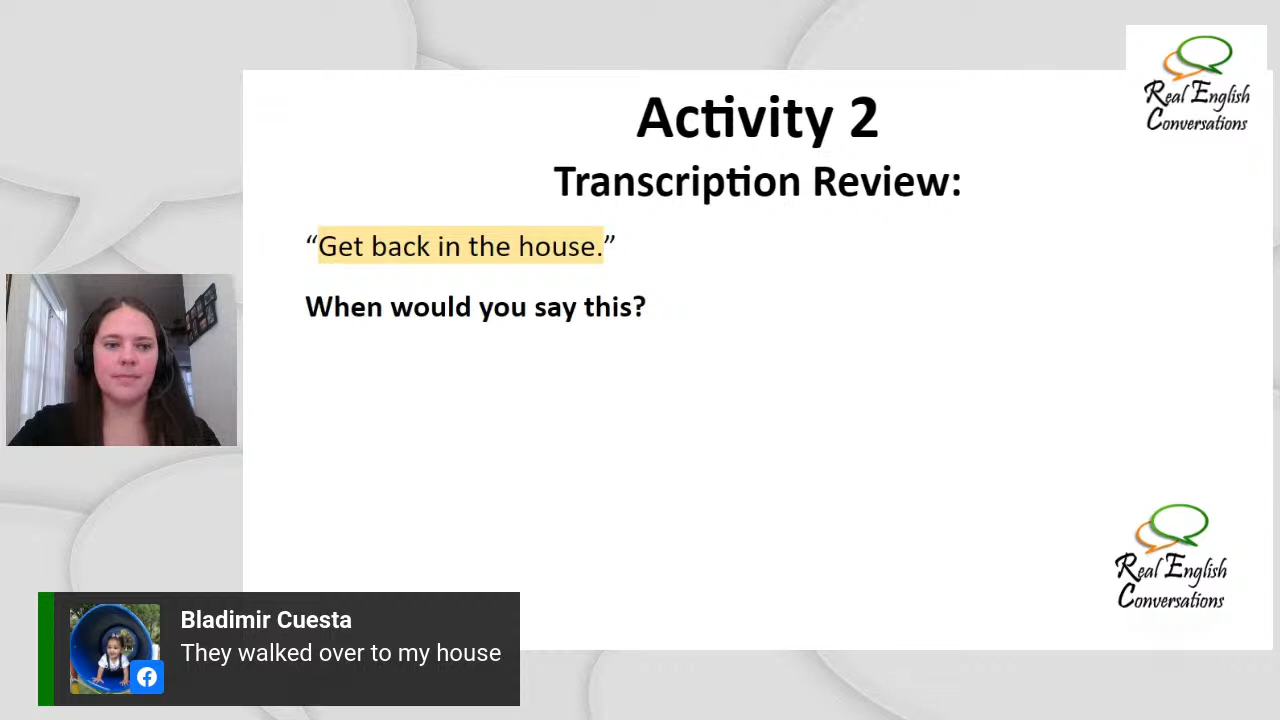 Real English
Conversations
Activity 2
Transcription Review:
“Get back in the house.”
When would you say this?
Real English
Conversations
Bladimir Cuesta
They walked over to my house